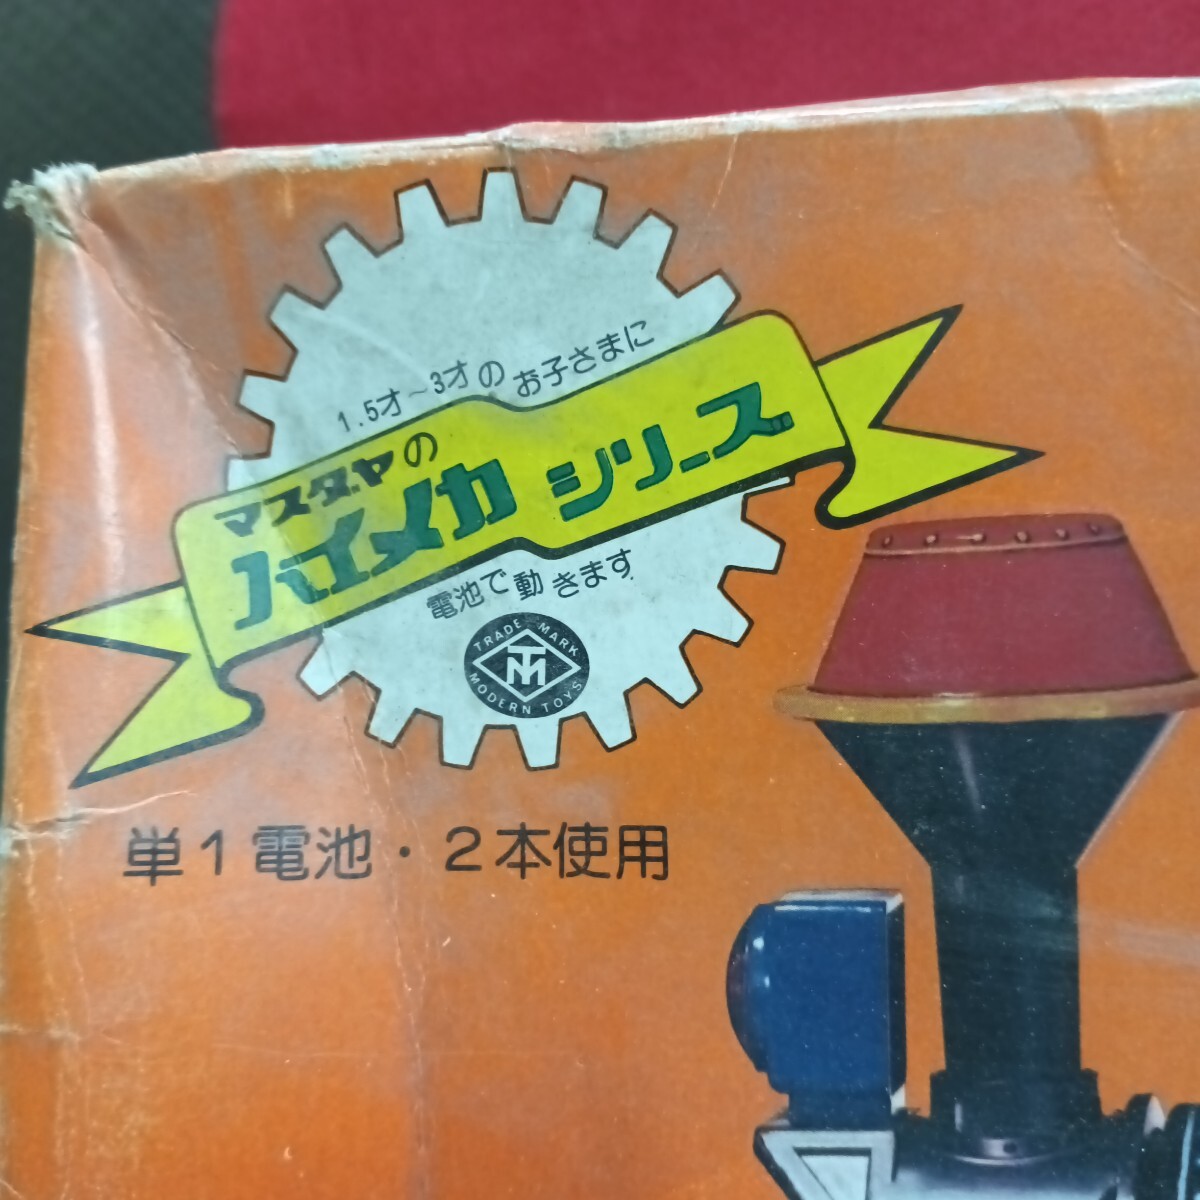 1.5才～3才のお子さまに
マスダヤの
ハイメカシリーズ
電池で動きます
TRADE MARK
TM
MODERN TOYS
単1電池・2本使用